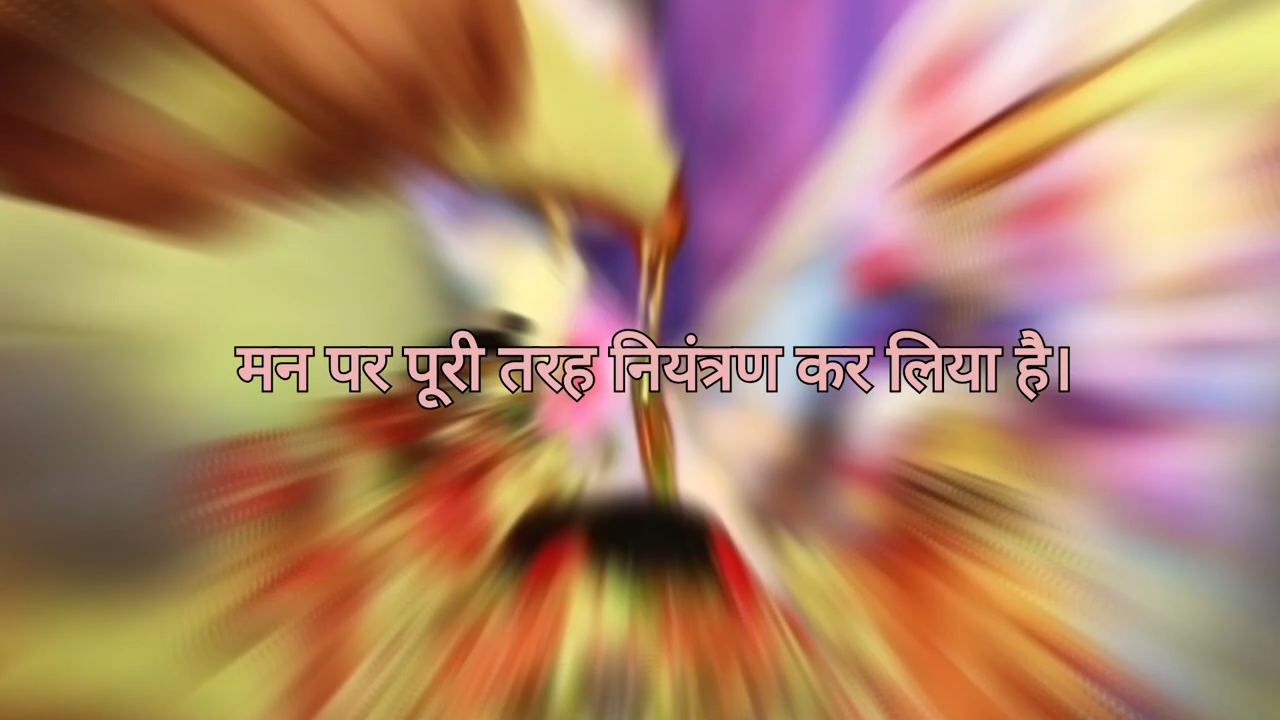 मन पर पूरी तरह नियंत्रण कर लिया है।